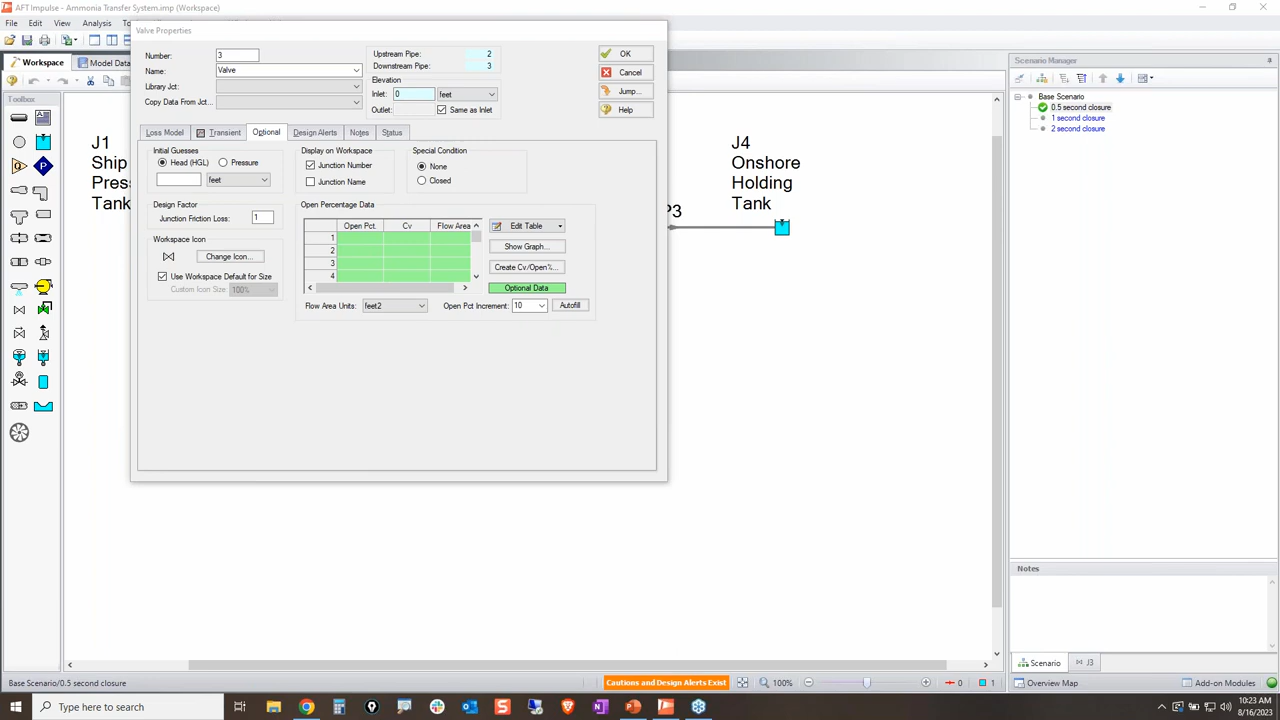 AFT Impulse - Ammonia Transfer System.imp (Workspace)
File Edit View Analysis To
Workspace Model Data
Toolbox
J1
Ship
Pres
Tank
Valve Properties
Number: 3
Name: Valve
Library Jct:
Copy Data From Jct...
Upstream Pipe: 2
Downstream Pipe: 3
Elevation
Inlet: 0 feet
Outlet: Same as Inlet
OK
Cancel
Jump...
Help
Loss Model Transient Optional Design Alerts Notes Status
Initial Guesses
Head (HGL) Pressure
feet
Display on Workspace
Junction Number
Junction Name
Special Condition
None
Closed
Design Factor
Junction Friction Loss: 1
Workspace Icon
Change Icon...
Use Workspace Default for Size
Custom Icon Size: 100%
Open Percentage Data
Open Pct. Cv Flow Area
1
2
3
4
Edit Table
Show Graph...
Create Cv/Open%...
Optional Data
Flow Area Units: feet2 Open Pct Increment: 10 Autofill
P3
J4
Onshore
Holding
Tank
Scenario Manager
Base Scenario
0.5 second closure
1 second closure
2 second closure
Notes
Scenario J3
Base Scenario/0.5 second closure
Cautions and Design Alerts Exist
100%
0
1
Overview Map Add-on Modules
Type here to search
10:23 AM
8/16/2023